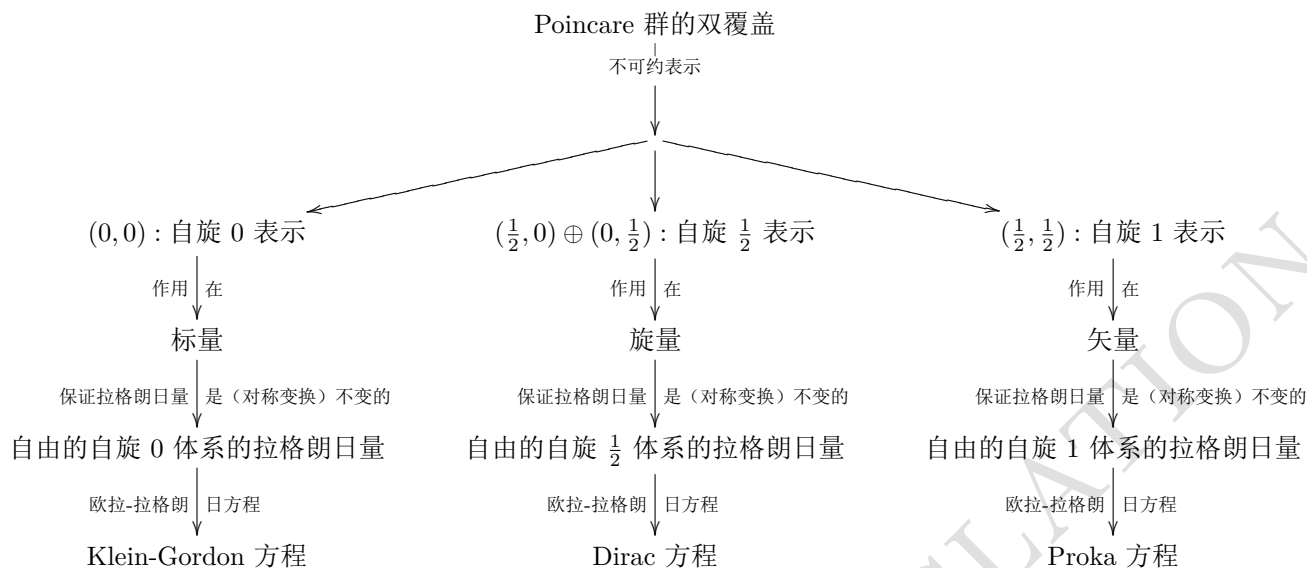 Poincare 群的双覆盖
不可约表示
(0, 0) : 自旋 0 表示
(½, 0) ⊕ (0, ½) : 自旋 ½ 表示
(½, ½) : 自旋 1 表示
作用 在
作用 在
作用 在
标量
旋量
矢量
保证拉格朗日量 是（对称变换）不变的
保证拉格朗日量 是（对称变换）不变的
保证拉格朗日量 是（对称变换）不变的
自由的自旋 0 体系的拉格朗日量
自由的自旋 ½ 体系的拉格朗日量
自由的自旋 1 体系的拉格朗日量
欧拉-拉格朗 日方程
欧拉-拉格朗 日方程
欧拉-拉格朗 日方程
Klein-Gordon 方程
Dirac 方程
Proka 方程
LATION